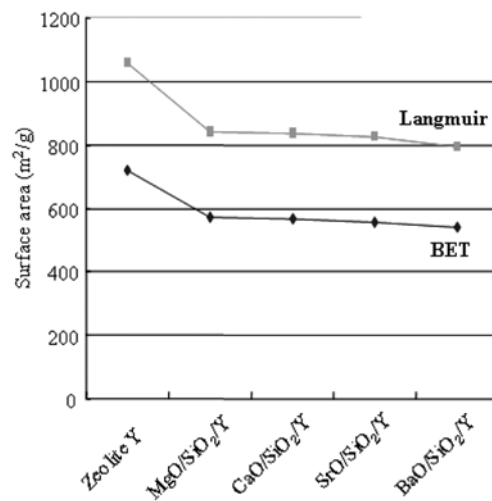 1200
1000
800
600
400
200
0
Surface area (m²/g)
Langmuir
BET
Zeolite Y
MgO/SiO₂/Y
CaO/SiO₂/Y
SrO/SiO₂/Y
BaO/SiO₂/Y